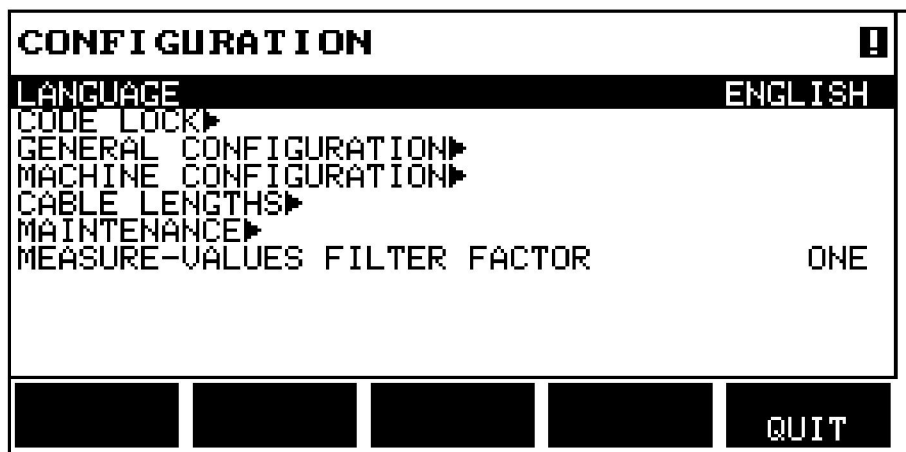 CONFIGURATION !
LANGUAGE ENGLISH
CODE LOCK▶
GENERAL CONFIGURATION▶
MACHINE CONFIGURATION▶
CABLE LENGTHS▶
MAINTENANCE▶
MEASURE-VALUES FILTER FACTOR ONE
QUIT